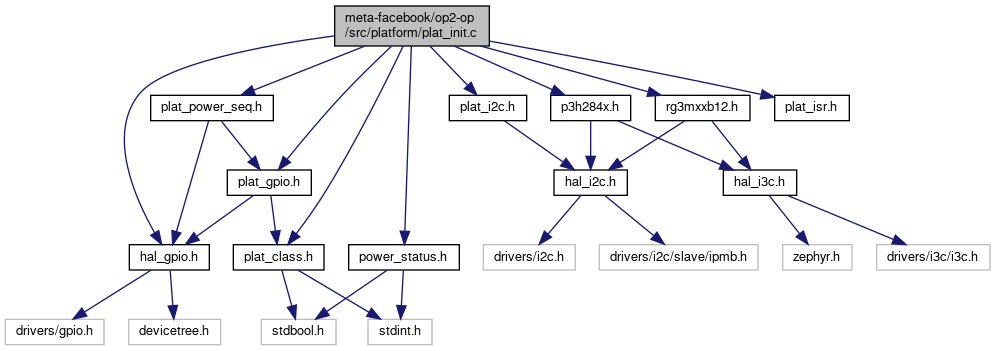 meta-facebook/op2-op
/src/platform/plat_init.c
plat_power_seq.h
plat_i2c.h
p3h284x.h
rg3mxxb12.h
plat_isr.h
plat_gpio.h
hal_i2c.h
hal_i3c.h
hal_gpio.h
plat_class.h
power_status.h
drivers/i2c.h
drivers/i2c/slave/ipmb.h
zephyr.h
drivers/i3c/i3c.h
drivers/gpio.h
devicetree.h
stdbool.h
stdint.h